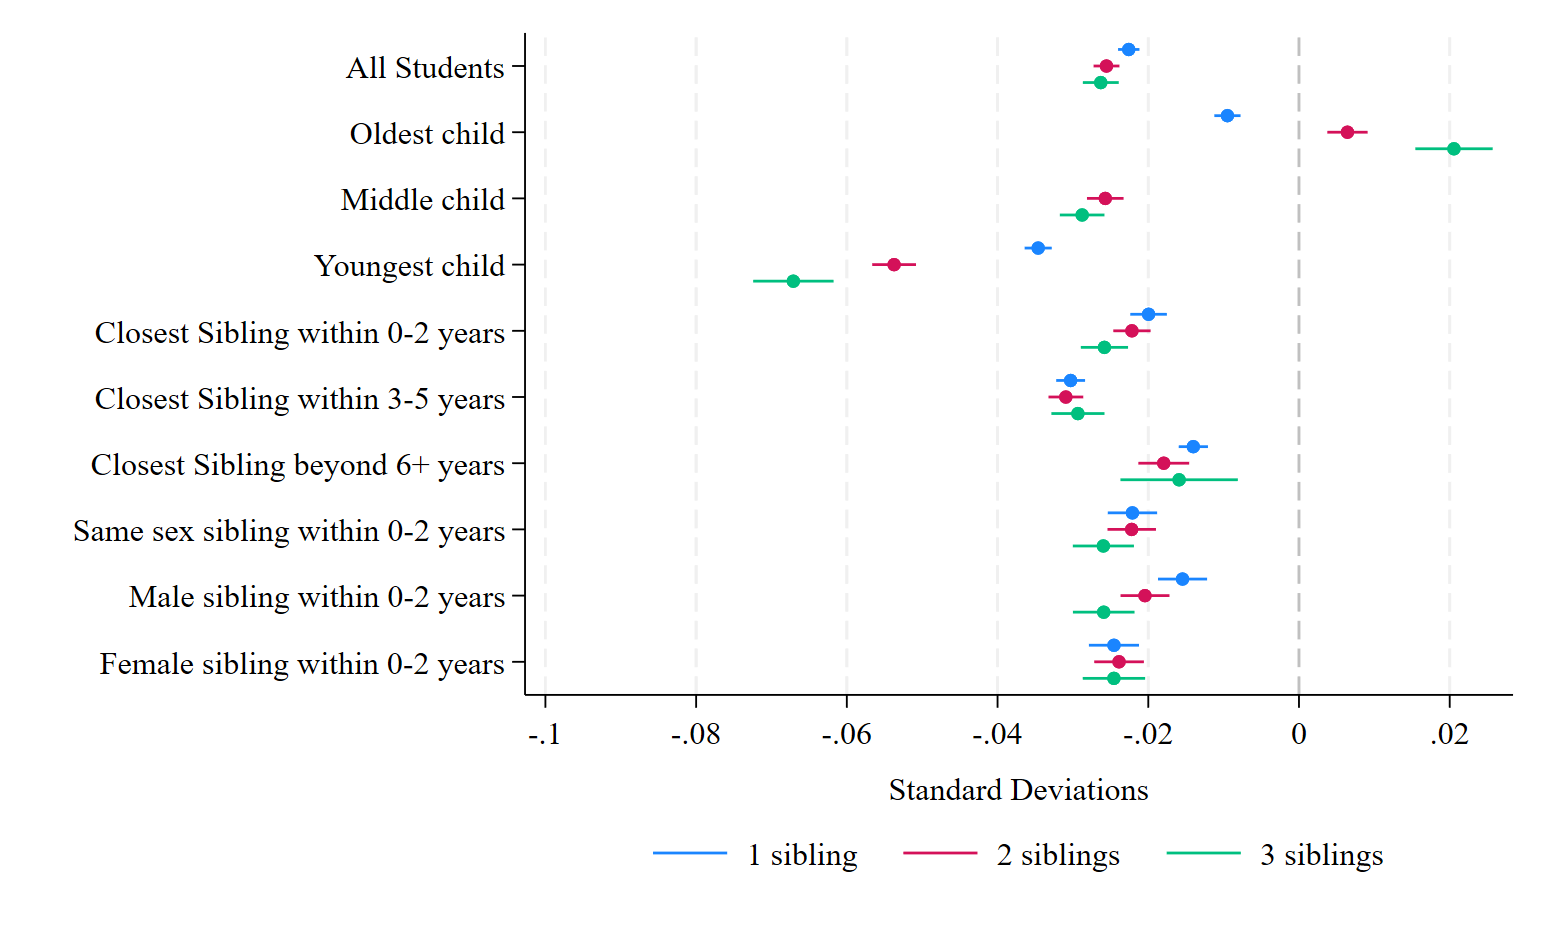 All Students
Oldest child
Middle child
Youngest child
Closest Sibling within 0-2 years
Closest Sibling within 3-5 years
Closest Sibling beyond 6+ years
Same sex sibling within 0-2 years
Male sibling within 0-2 years
Female sibling within 0-2 years
-.1 -.08 -.06 -.04 -.02 0 .02
Standard Deviations
1 sibling 2 siblings 3 siblings